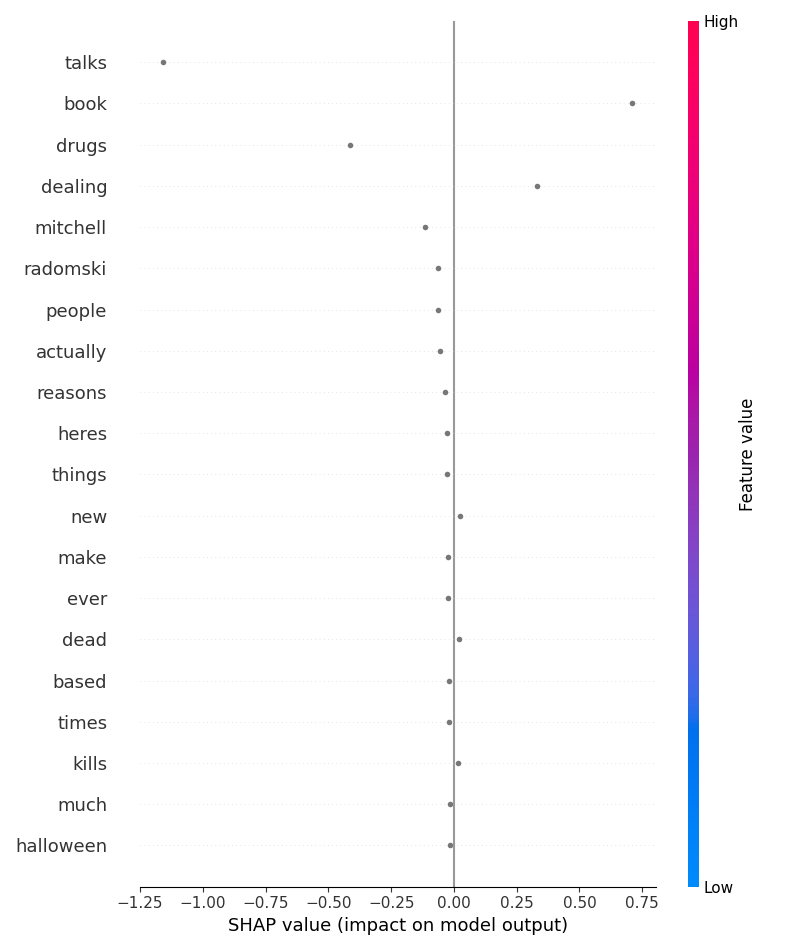 High
talks
book
drugs
dealing
mitchell
radomski
people
actually
reasons
heres
things
new
make
ever
dead
based
times
kills
much
halloween
Feature value
Low
−1.25 −1.00 −0.75 −0.50 −0.25 0.00 0.25 0.50 0.75
SHAP value (impact on model output)